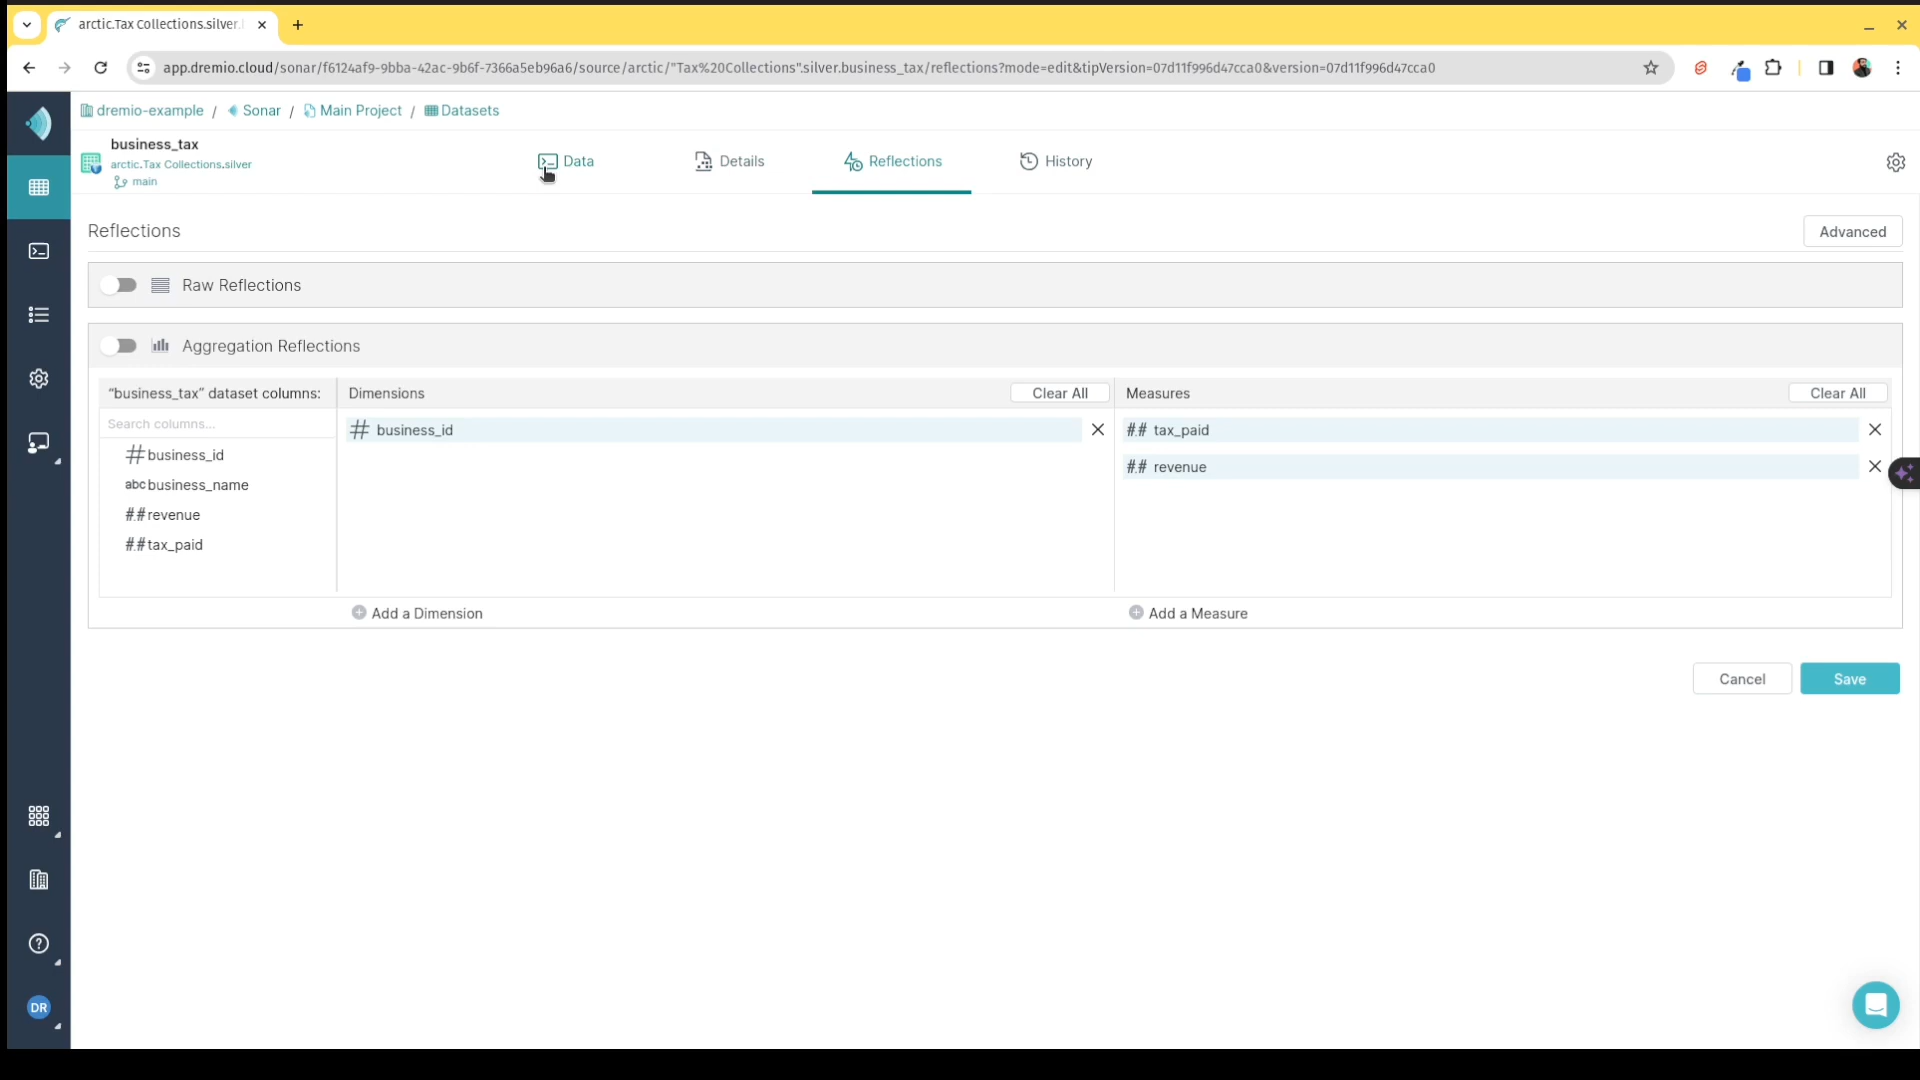 arctic.Tax Collections.silver.
app.dremio.cloud/sonar/f6124af9-9bba-42ac-9b6f-7366a5eb96a6/source/arctic/"Tax%20Collections".silver.business_tax/reflections?mode=edit&tipVersion=07d11f996d47cca0&version=07d11f996d47cca0
dremio-example / Sonar / Main Project / Datasets
business_tax
arctic.Tax Collections.silver
main
Data
Details
Reflections
History
Reflections
Advanced
Raw Reflections
Aggregation Reflections
“business_tax” dataset columns:
Dimensions
Clear All
Measures
Clear All
Search columns...
# business_id
abc business_name
#.# revenue
#.# tax_paid
# business_id
#.# tax_paid
#.# revenue
Add a Dimension
Add a Measure
Cancel
Save
DR